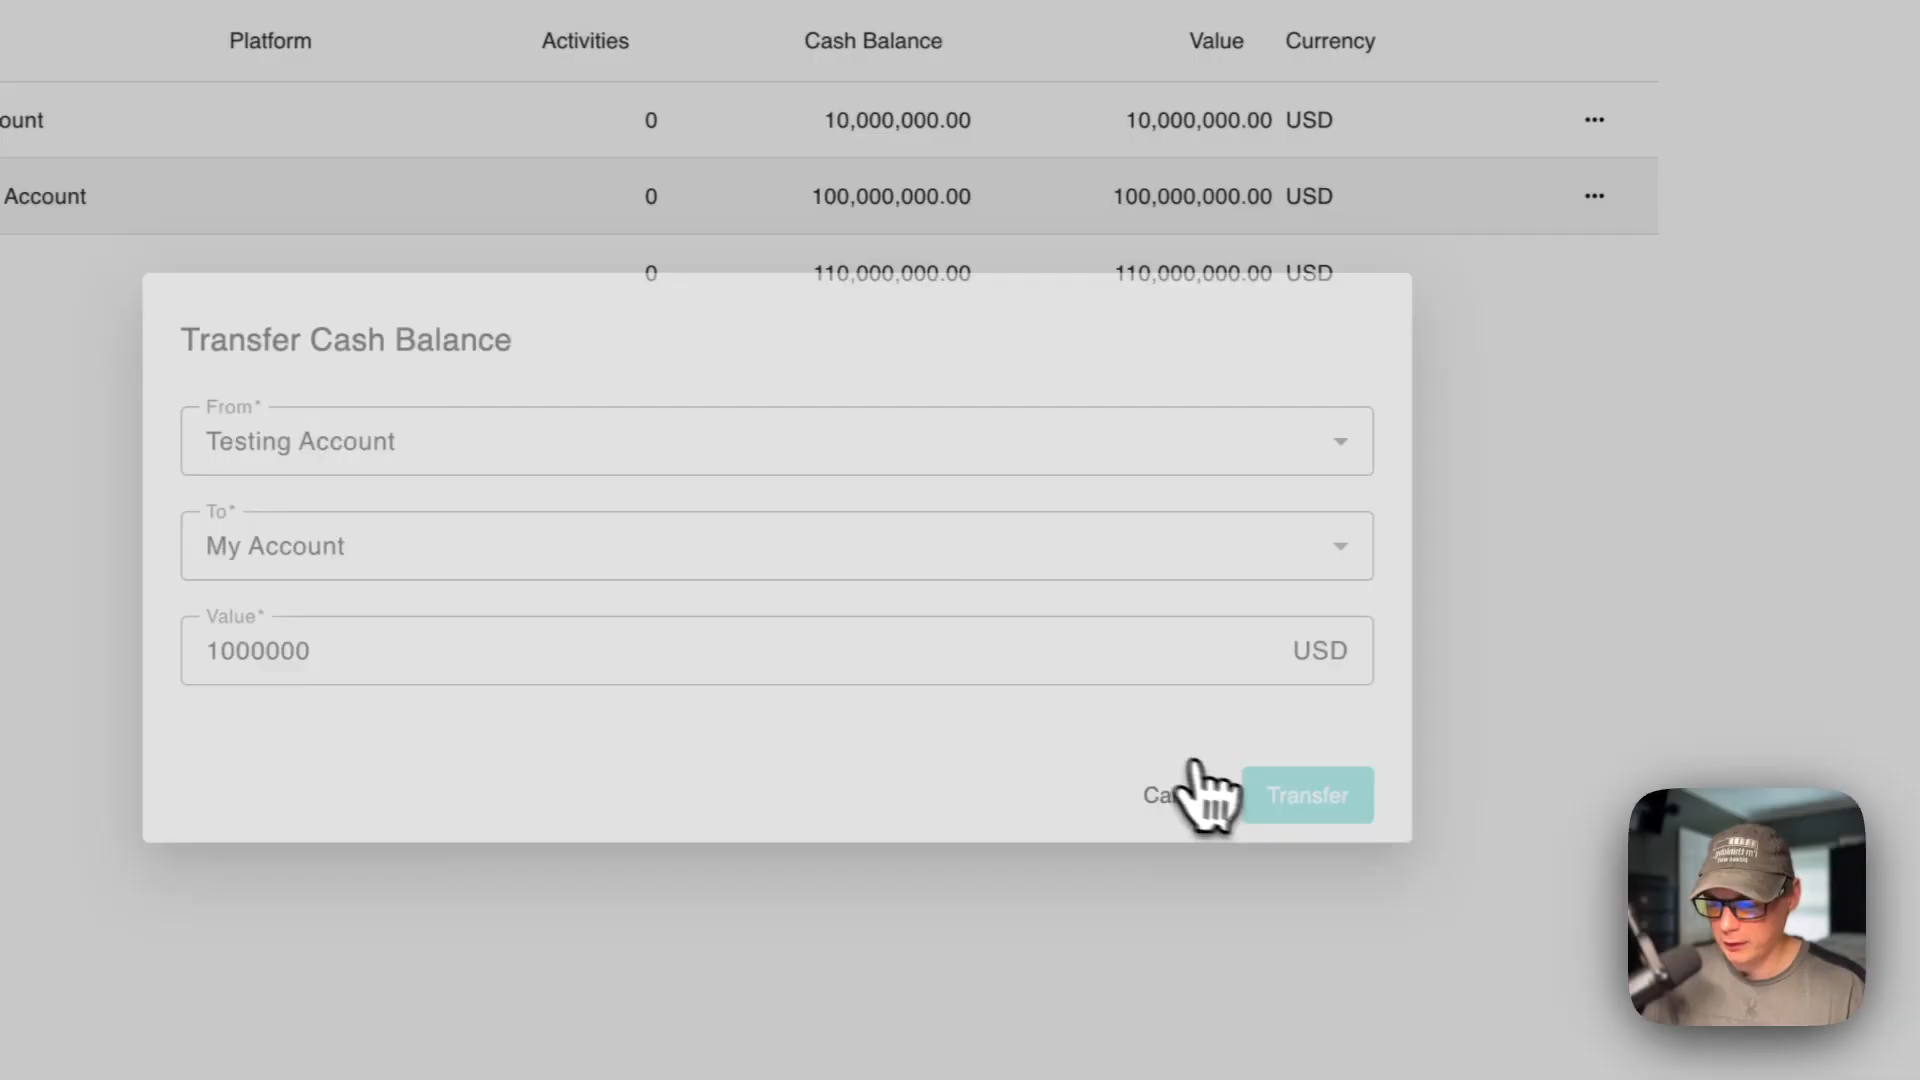 Platform Activities Cash Balance Value Currency
ount 0 10,000,000.00 10,000,000.00 USD
Account 0 100,000,000.00 100,000,000.00 USD
0 110,000,000.00 110,000,000.00 USD
Transfer Cash Balance
From*
Testing Account
To*
My Account
Value*
1000000 USD
Ca Transfer